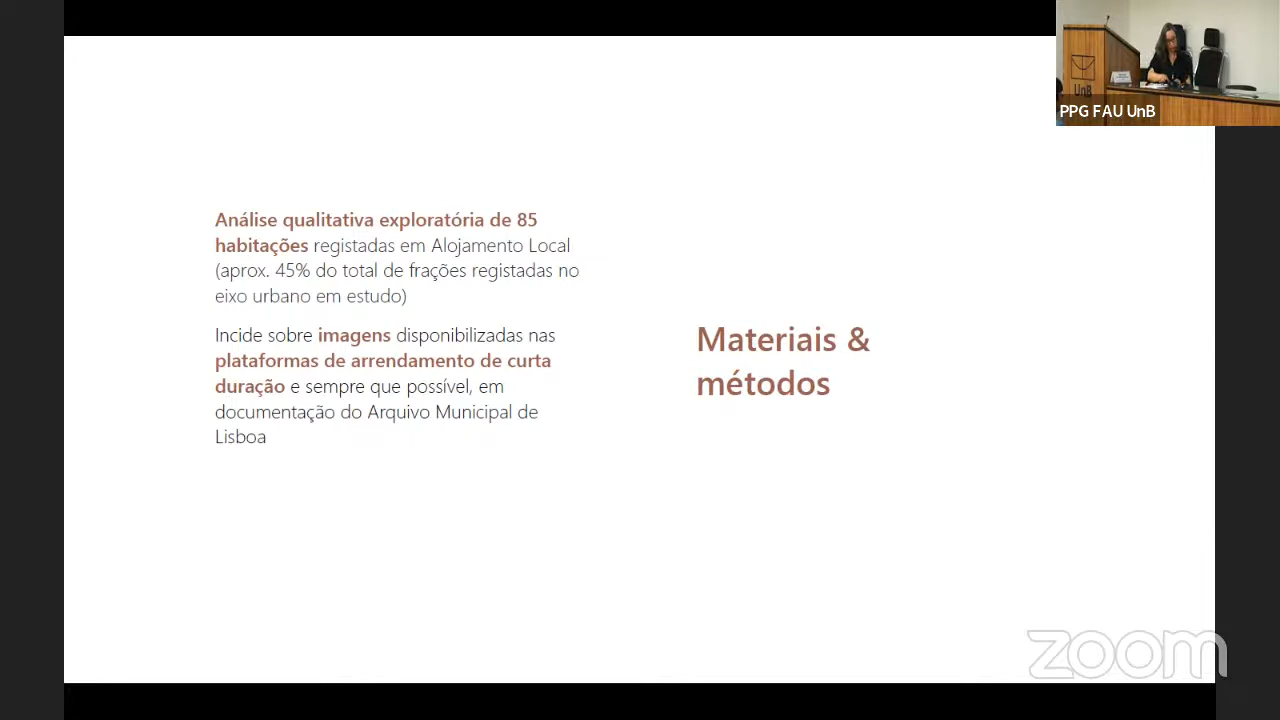 Análise qualitativa exploratória de 85
habitações registadas em Alojamento Local
(aprox. 45% do total de frações registadas no
eixo urbano em estudo)
Incide sobre imagens disponibilizadas nas
plataformas de arrendamento de curta
duração e sempre que possível, em
documentação do Arquivo Municipal de
Lisboa
Materiais &
métodos
UnB
PPG FAU UnB
zoom